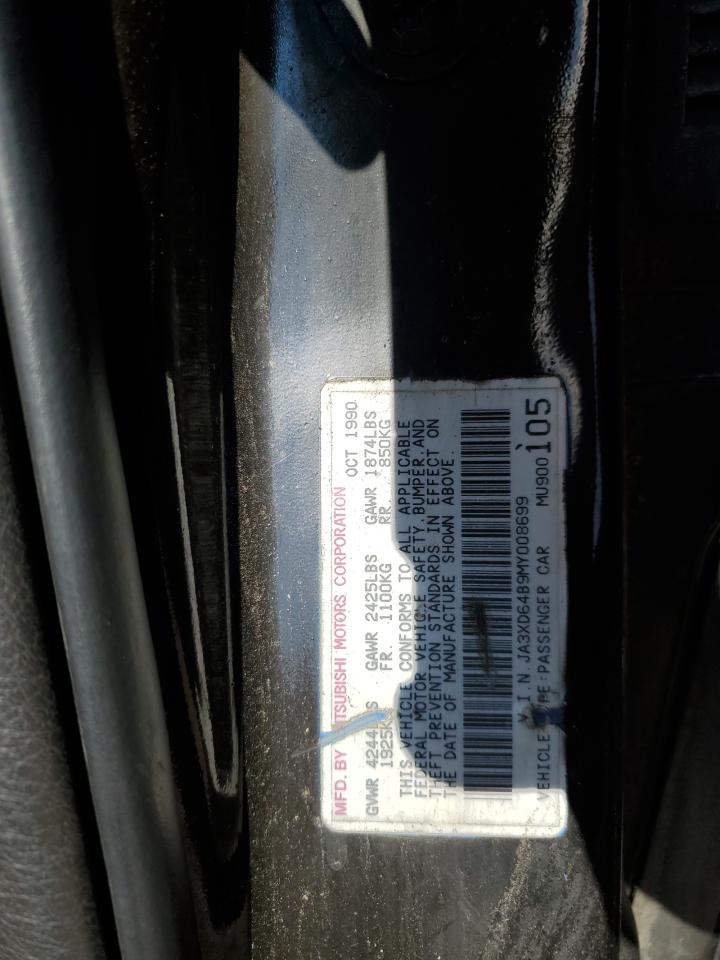 MFD. BY MITSUBISHI MOTORS CORPORATION OCT 1990
GVWR 4244LBS GAWR 2425LBS GAWR 1874LBS
1925KG FR. 1100KG RR. 850KG
THIS VEHICLE CONFORMS TO ALL APPLICABLE
FEDERAL MOTOR VEHICLE SAFETY, BUMPER, AND
THEFT PREVENTION STANDARDS IN EFFECT ON
THE DATE OF MANUFACTURE SHOWN ABOVE.
V.I.N. JA3XD64B9MY008699
VEHICLE TYPE: PASSENGER CAR MU900105